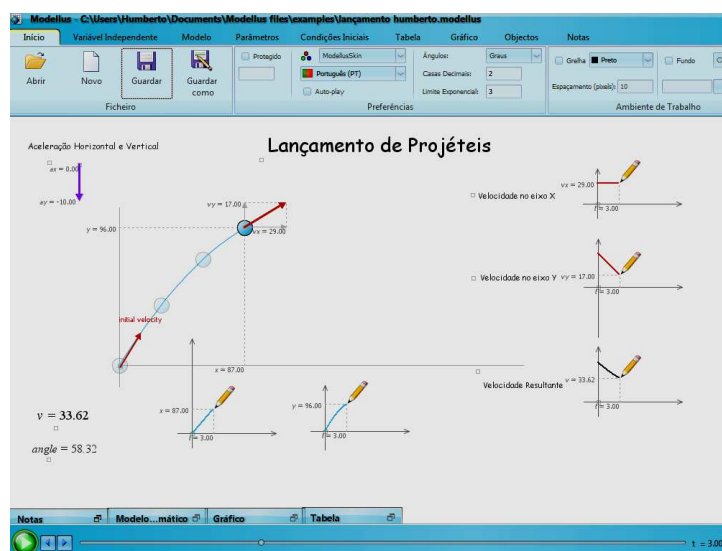 Modellus - C:\Users\Humberto\Documents\Modellus files\examples\lançamento humberto.modellus
Início Variável Independente Modelo Parâmetros Condições Iniciais Tabela Gráfico Objectos Notas
Abrir Novo Guardar Guardar como
Ficheiro
Protegido
ModellusSkin
Português (PT)
Auto-play
Ângulos: Graus
Casas Decimais: 2
Limite Exponencial: 3
Preferências
Grelha Preto Fundo
Espaçamento (pixels): 10
Ambiente de Trabalho
Aceleração Horizontal e Vertical
Lançamento de Projéteis
ax = 0.00
ay = -10.00
vy = 17.00
y = 96.00
vx = 29.00
initial velocity
x = 87.00
Velocidade no eixo X
vx = 29.00
t = 3.00
Velocidade no eixo Y
vy = 17.00
t = 3.00
Velocidade Resultante
v = 33.62
t = 3.00
x = 87.00
t = 3.00
y = 96.00
t = 3.00
v = 33.62
angle = 58.32
Notas Modelo...mático Gráfico Tabela
t = 3.00